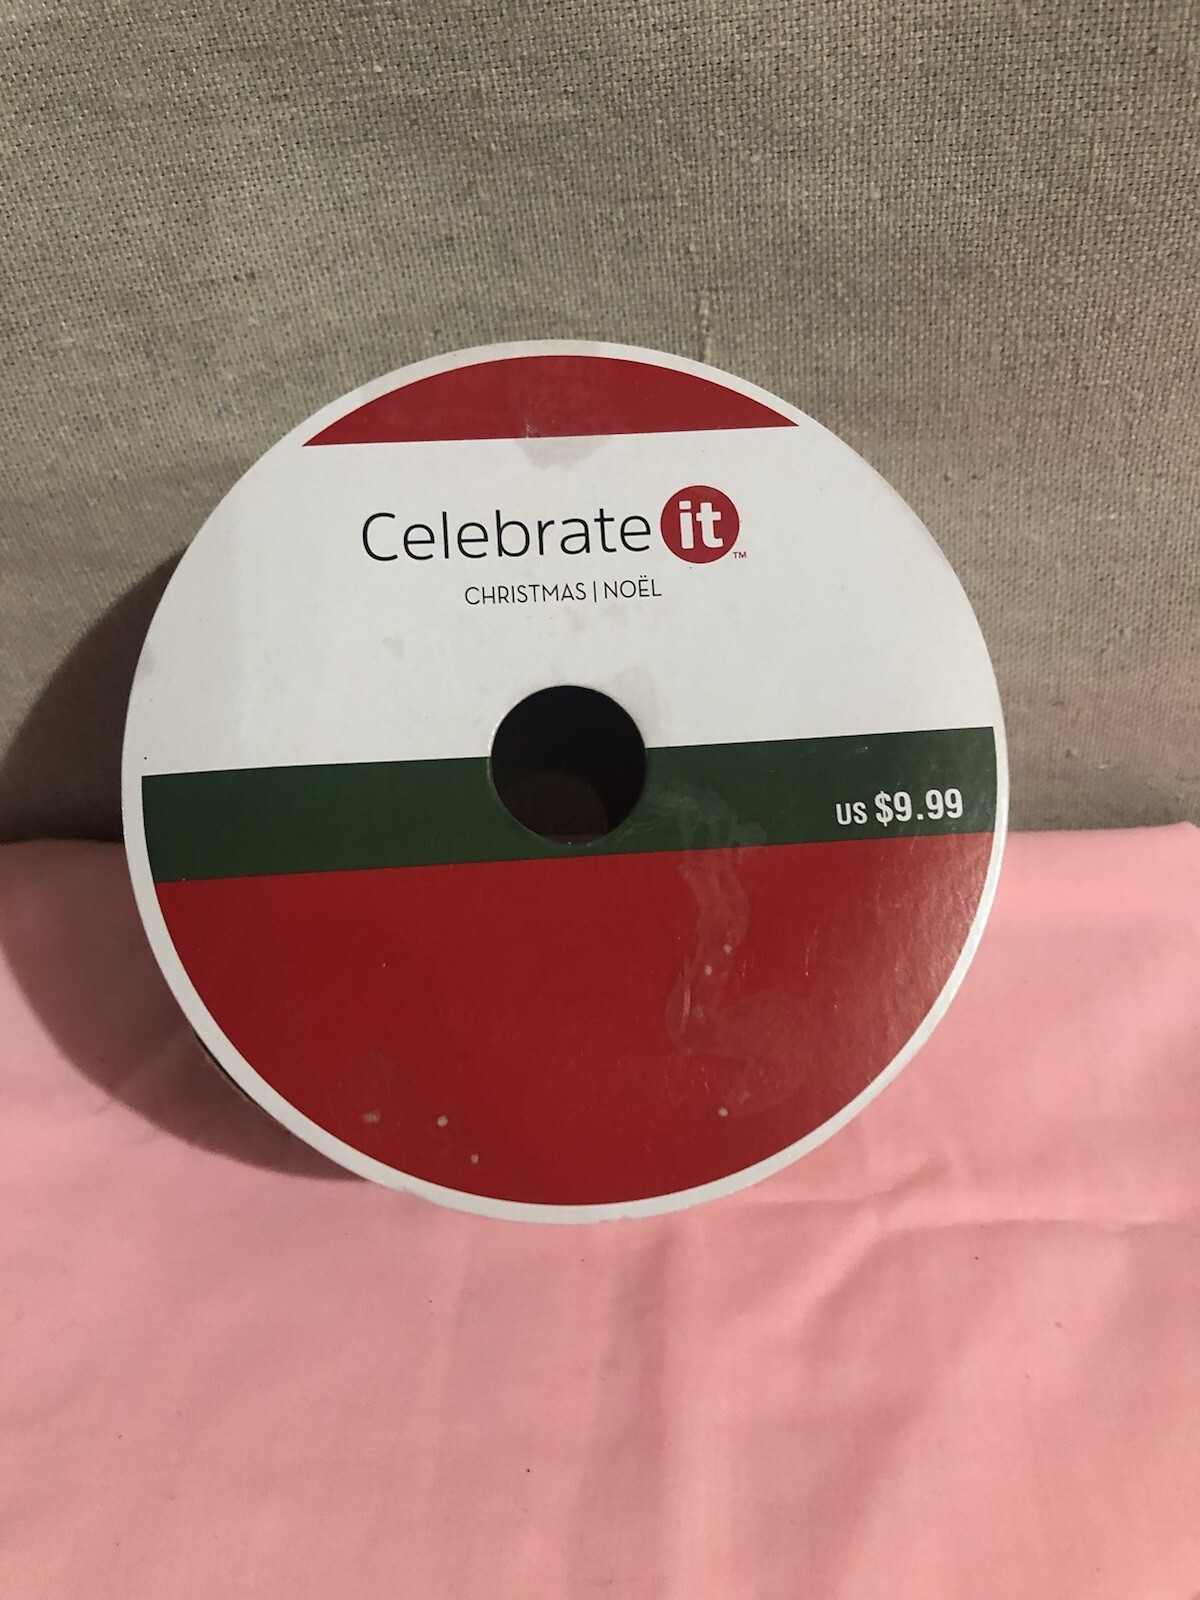 Celebrate it™
CHRISTMAS | NOËL
US $9.99